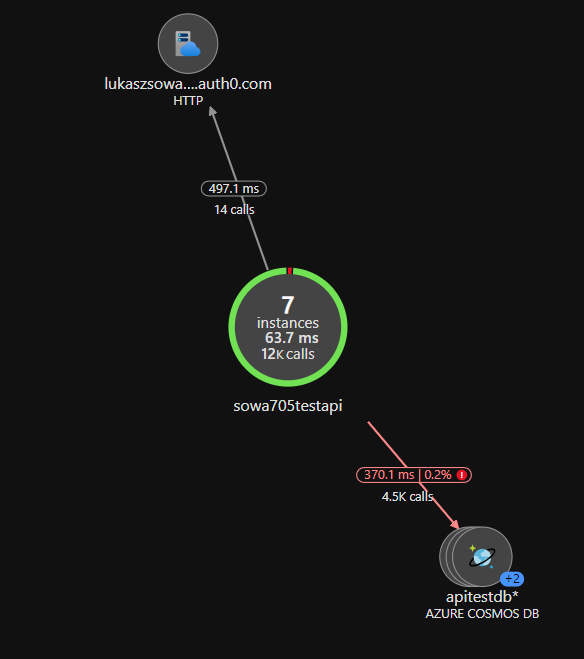 lukaszsowa....auth0.com
HTTP
497.1 ms
14 calls
7
instances
63.7 ms
12K calls
sowa705testapi
370.1 ms | 0.2% !
4.5K calls
+2
apitestdb*
AZURE COSMOS DB